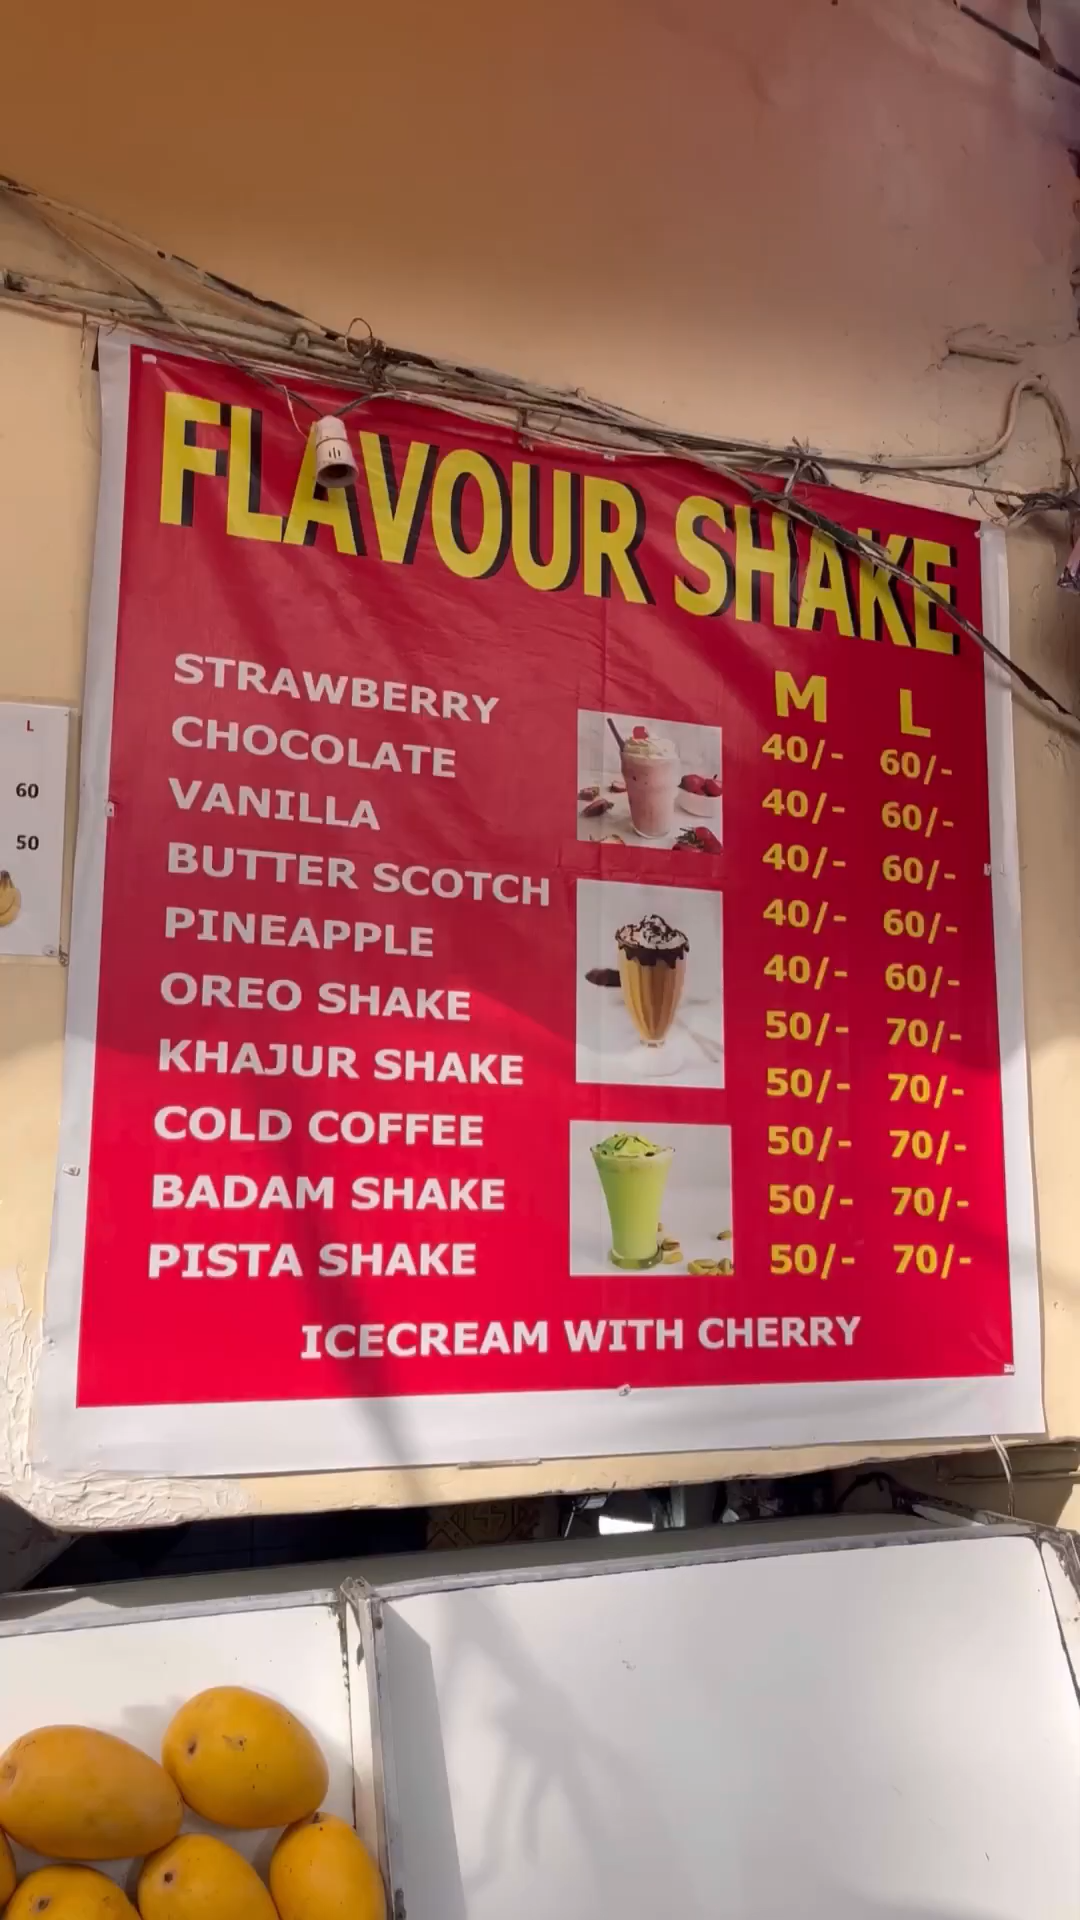 FLAVOUR SHAKE
M L
STRAWBERRY 40/- 60/-
CHOCOLATE 40/- 60/-
VANILLA 40/- 60/-
BUTTER SCOTCH 40/- 60/-
PINEAPPLE 40/- 60/-
OREO SHAKE 50/- 70/-
KHAJUR SHAKE 50/- 70/-
COLD COFFEE 50/- 70/-
BADAM SHAKE 50/- 70/-
PISTA SHAKE 50/- 70/-
ICECREAM WITH CHERRY
L
60
50